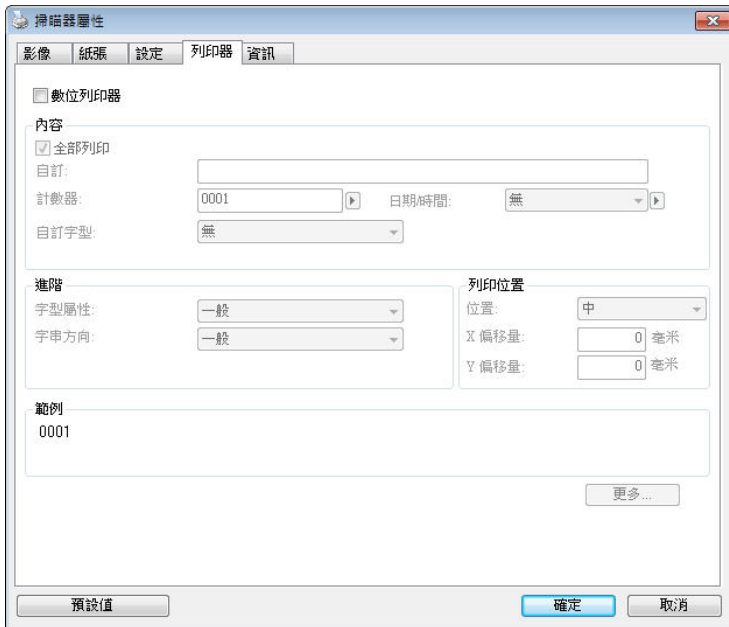 掃瞄器屬性
影像 紙張 設定 列印器 資訊
數位列印器
內容
全部列印
自訂:
計數器: 0001 日期/時間: 無
自訂字型: 無
進階
字型屬性: 一般
字串方向: 一般
列印位置
位置: 中
X 偏移量: 0 毫米
Y 偏移量: 0 毫米
範例
0001
更多...
預設值 確定 取消